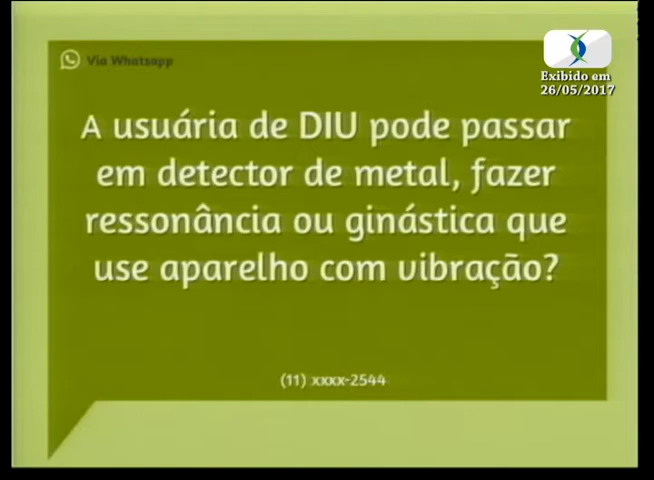 Via Whatsapp
Exibido em
26/05/2017
A usuária de DIU pode passar
em detector de metal, fazer
ressonância ou ginástica que
use aparelho com vibração?
(11) xxxx-2544